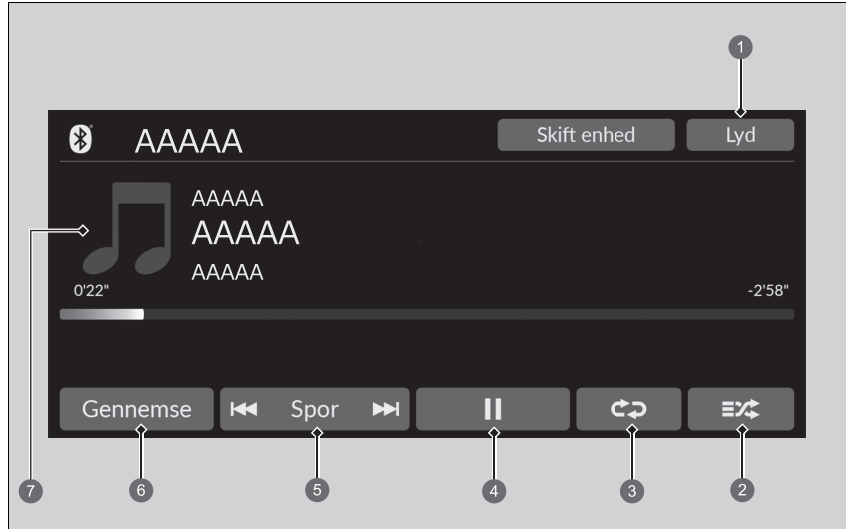 1
AAAAA
Skift enhed
Lyd
AAAAA
AAAAA
AAAAA
7
0'22"
-2'58"
Gennemse
Spor
6
5
4
3
2